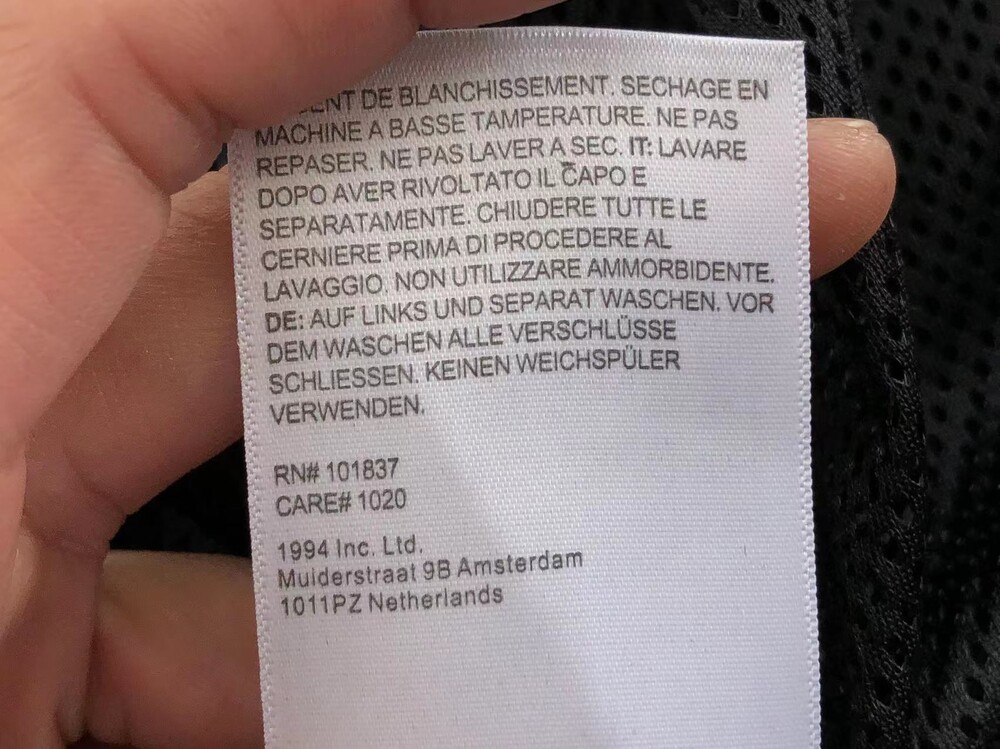 DE BLANCHISSEMENT. SECHAGE EN
MACHINE A BASSE TAMPERATURE. NE PAS
REPASER. NE PAS LAVER A SEC. IT: LAVARE
DOPO AVER RIVOLTATO IL CAPO E
SEPARATAMENTE. CHIUDERE TUTTE LE
CERNIERE PRIMA DI PROCEDERE AL
LAVAGGIO. NON UTILIZZARE AMMORBIDENTE.
DE: AUF LINKS UND SEPARAT WASCHEN. VOR
DEM WASCHEN ALLE VERSCHLÜSSE
SCHLIESSEN. KEINEN WEICHSPÜLER
VERWENDEN.
RN# 101837
CARE# 1020
1994 Inc. Ltd.
Muiderstraat 9B Amsterdam
1011PZ Netherlands